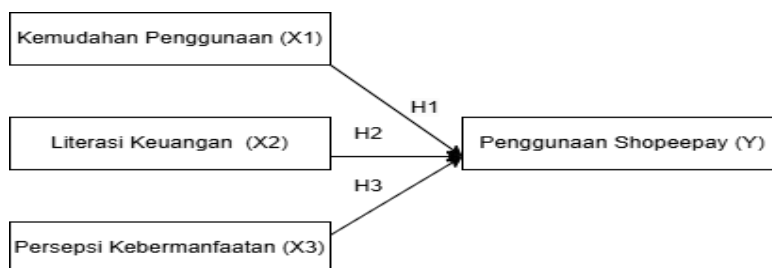 Kemudahan Penggunaan (X1)
H1
Literasi Keuangan (X2)
H2
Penggunaan Shopeepay (Y)
H3
Persepsi Kebermanfaatan (X3)